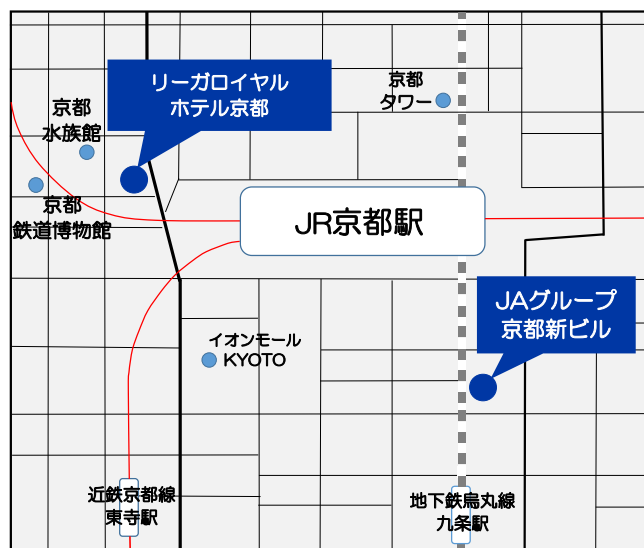 リーガロイヤル
ホテル京都
京都
タワー
京都
水族館
京都
鉄道博物館
JR京都駅
JAグループ
京都新ビル
イオンモール
KYOTO
近鉄京都線
東寺駅
地下鉄烏丸線
九条駅